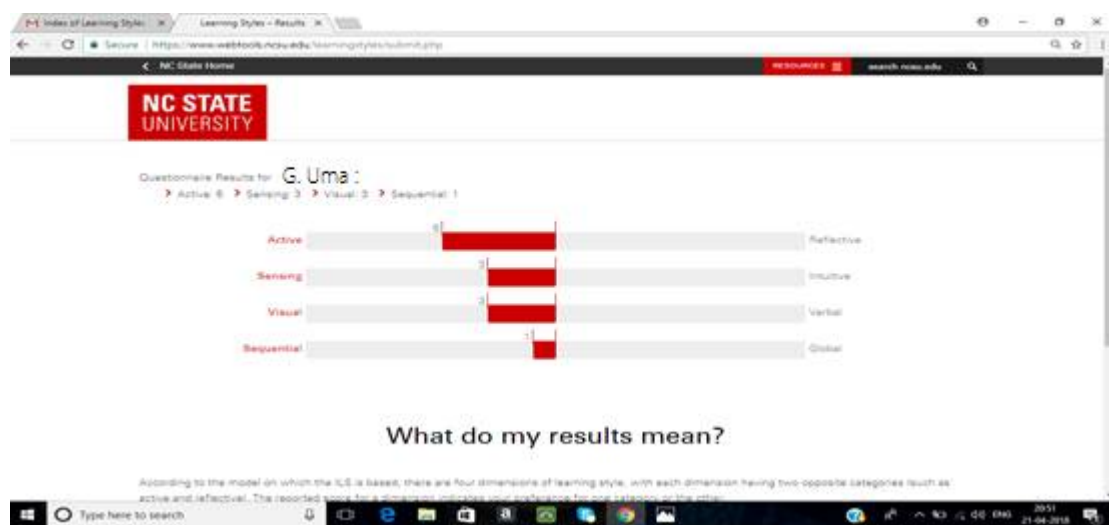 Index of Learning Styles
Learning Styles - Results
Secure https://www.webtools.ncsu.edu/learningstyles/submit.php
NC State Home
RESOURCES search ncsu.edu
NC STATE
UNIVERSITY
Questionnaire Results for G. Uma :
Sensing: 3 Sequential: 1
Active Reflective
3
Sensing Intuitive
3
Visual Verbal
1
Sequential Global
What do my results mean?
According to the model on which the ILS is based, there are four dimensions of learning style, with each dimension having two opposite categories (such as
active and reflective). The reported score for a dimension indicates your preference for one category or the other.
Type here to search
ENG
20:51
21-04-2018